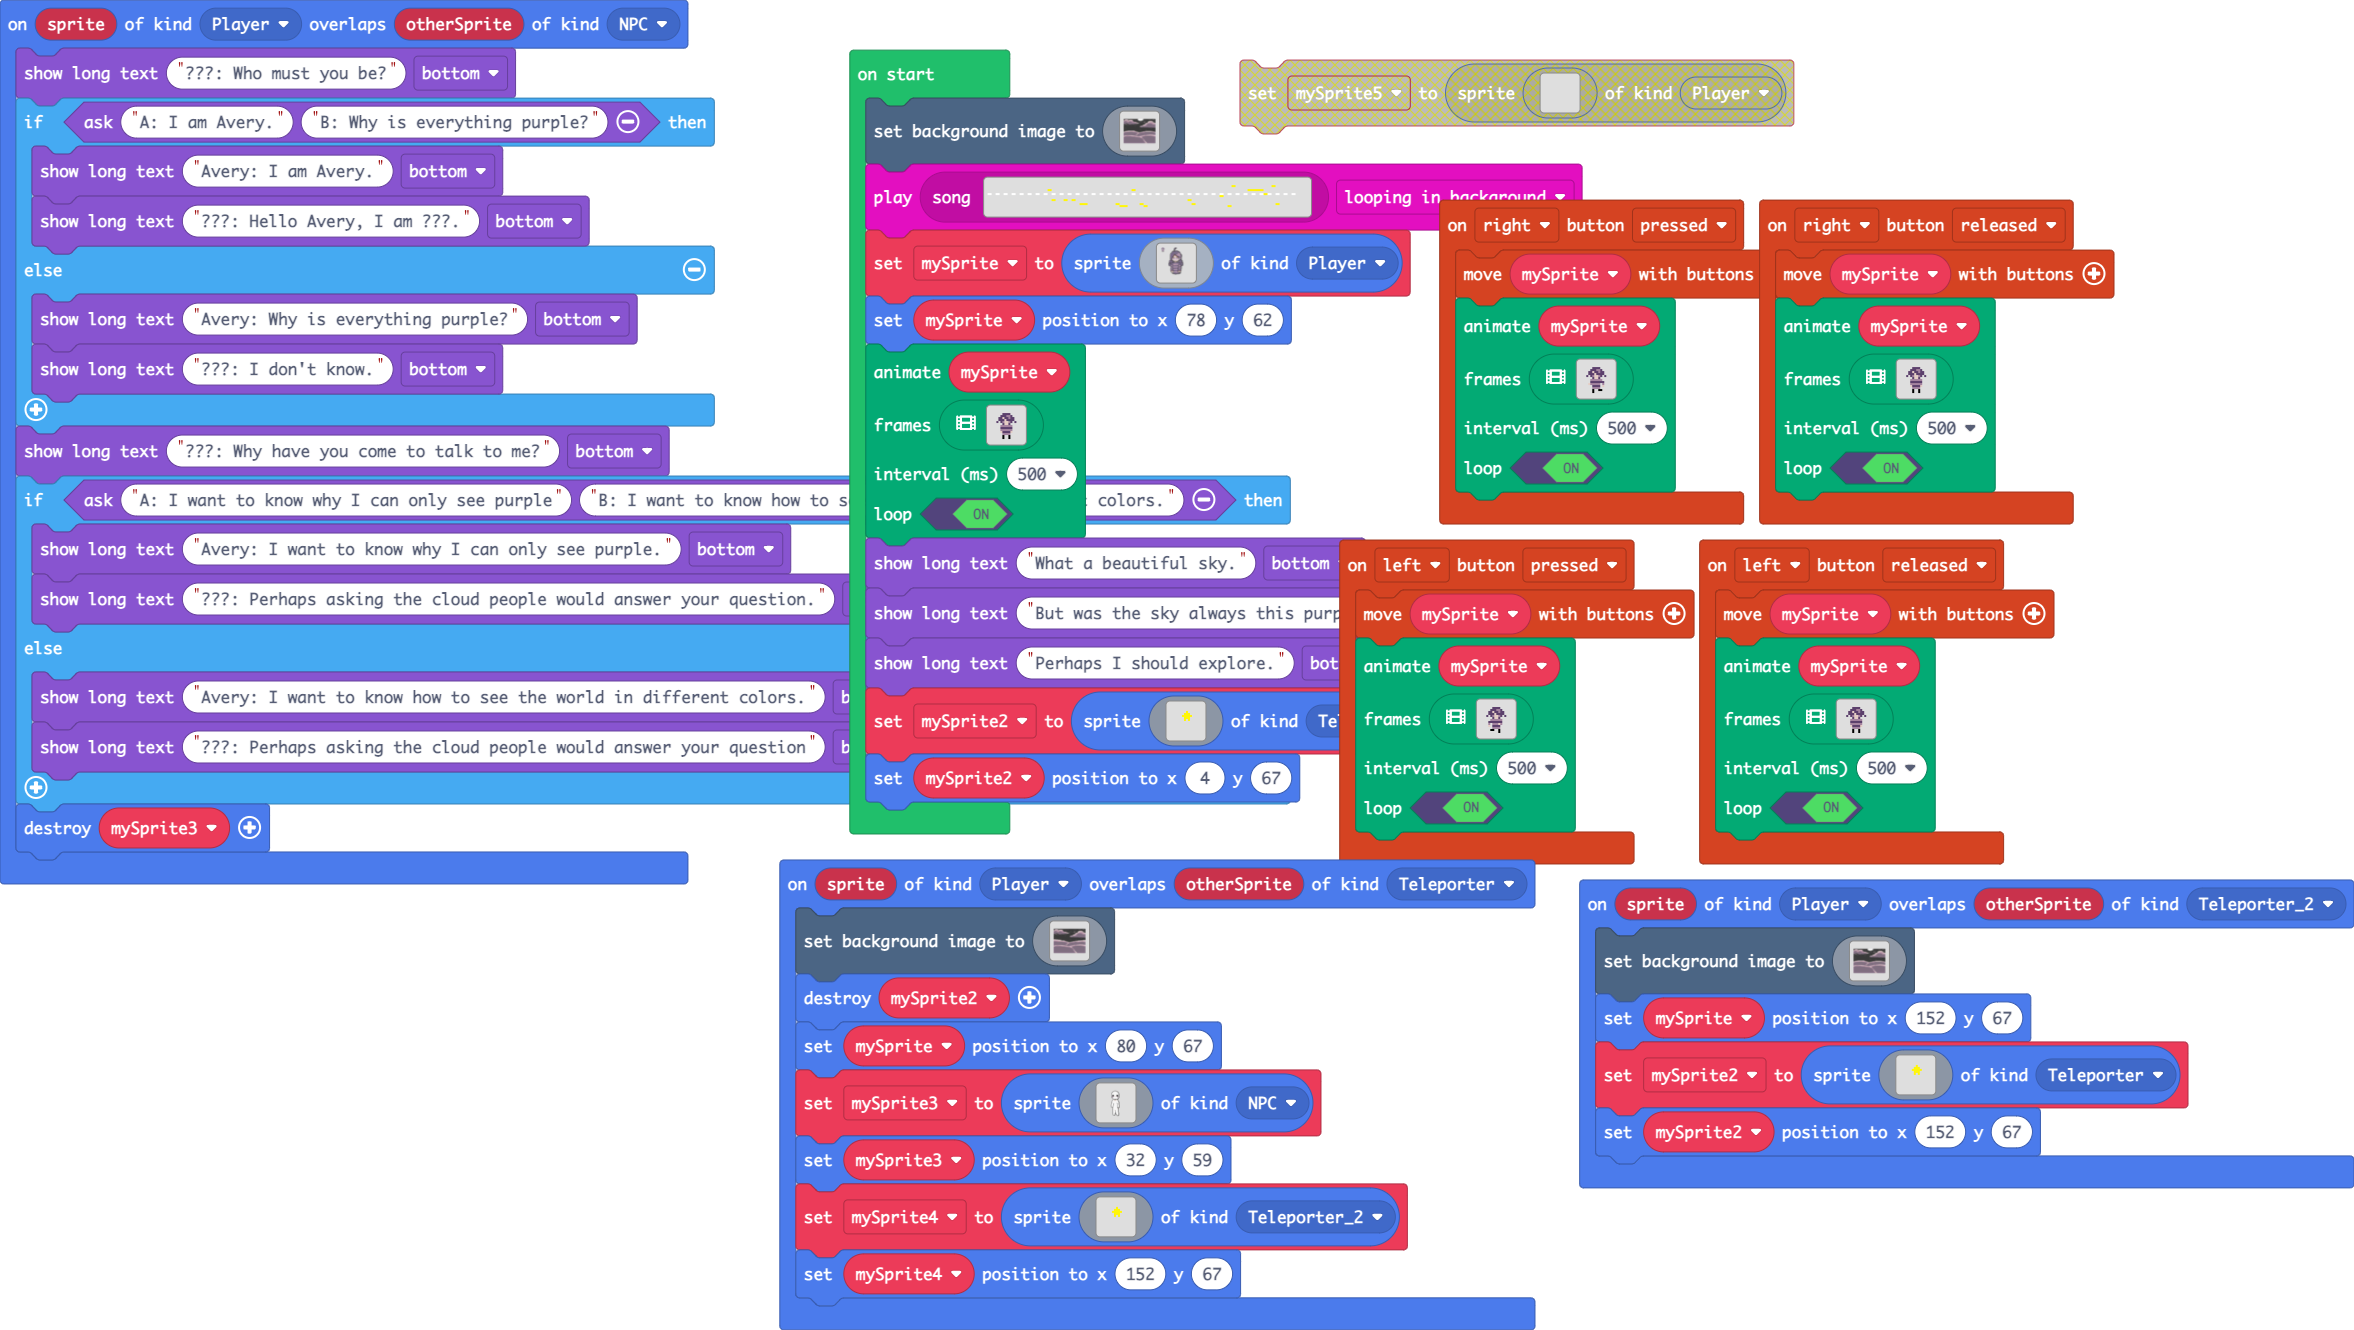 on sprite of kind Player overlaps otherSprite of kind NPC
show long text "???: Who must you be?" bottom
if ask "A: I am Avery." "B: Why is everything purple?" then
show long text "Avery: I am Avery." bottom
show long text "???: Hello Avery, I am ???." bottom
else
show long text "Avery: Why is everything purple?" bottom
show long text "???: I don't know." bottom
show long text "???: Why have you come to talk to me?" bottom
if ask "A: I want to know why I can only see purple" "B: I want to know how to colors." then
show long text "Avery: I want to know why I can only see purple." bottom
show long text "???: Perhaps asking the cloud people would answer your question."
else
show long text "Avery: I want to know how to see the world in different colors."
show long text "???: Perhaps asking the cloud people would answer your question"
destroy mySprite3
on start
set background image to
play song looping in background
set mySprite to sprite of kind Player
set mySprite position to x 78 y 62
animate mySprite
frames
interval (ms) 500
loop ON
show long text "What a beautiful sky." bottom
show long text "But was the sky always this
show long text "Perhaps I should explore."
set mySprite2 to sprite of kind
set mySprite2 position to x 4 y 67
set mySprite5 to sprite of kind Player
on right button pressed
move mySprite with buttons
animate mySprite
frames
interval (ms) 500
loop ON
on right button released
move mySprite with buttons
animate mySprite
frames
interval (ms) 500
loop ON
on left button pressed
move mySprite with buttons
animate mySprite
frames
interval (ms) 500
loop ON
on left button released
move mySprite with buttons
animate mySprite
frames
interval (ms) 500
loop ON
on sprite of kind Player overlaps otherSprite of kind Teleporter
set background image to
destroy mySprite2
set mySprite position to x 80 y 67
set mySprite3 to sprite of kind NPC
set mySprite3 position to x 32 y 59
set mySprite4 to sprite of kind Teleporter_2
set mySprite4 position to x 152 y 67
on sprite of kind Player overlaps otherSprite of kind Teleporter_2
set background image to
set mySprite position to x 152 y 67
set mySprite2 to sprite of kind Teleporter
set mySprite2 position to x 152 y 67